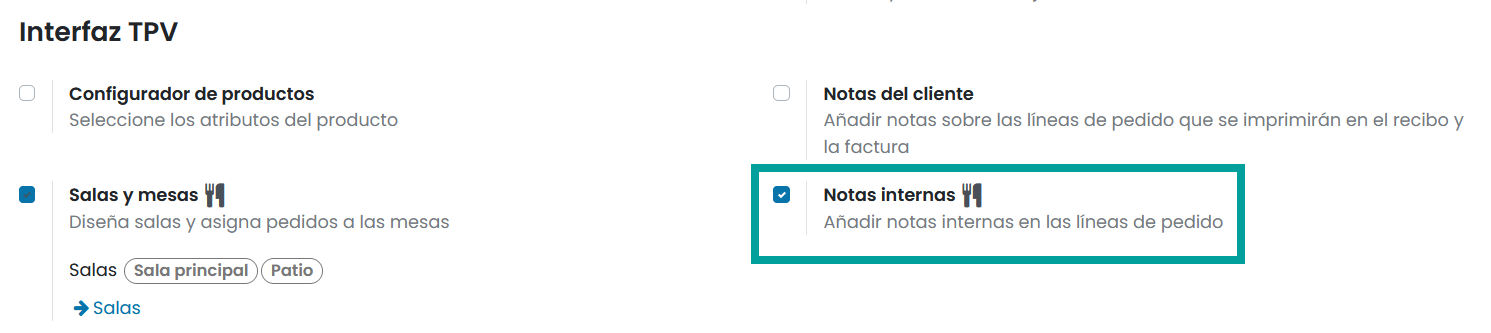 Interfaz TPV
Configurador de productos
Seleccione los atributos del producto
Notas del cliente
Añadir notas sobre las líneas de pedido que se imprimirán en el recibo y
la factura
Salas y mesas
Diseña salas y asigna pedidos a las mesas
Salas Sala principal Patio
Salas
Notas internas
Añadir notas internas en las líneas de pedido